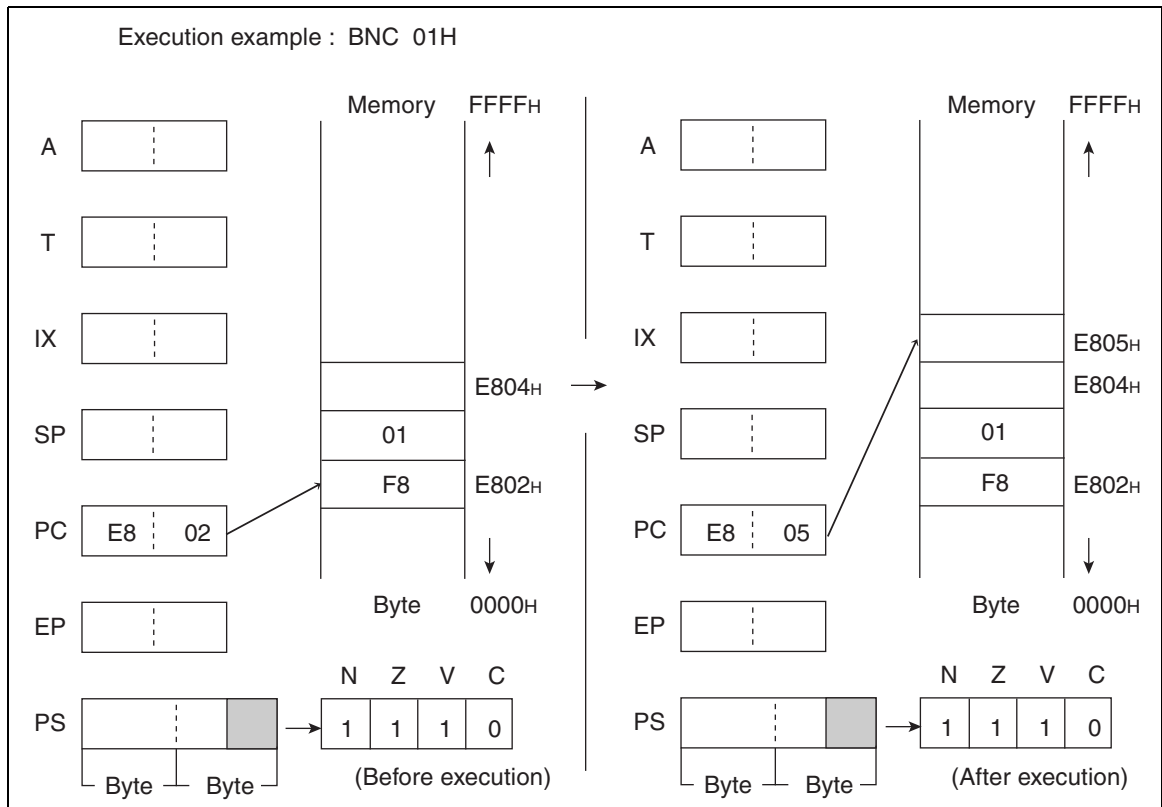 Execution example : BNC 01H
Memory FFFFH
A
T
IX
E804H
SP
01
F8 E802H
PC E8 02
Byte 0000H
EP
N Z V C
PS 1 1 1 0
Byte Byte (Before execution)
Memory FFFFH
A
T
IX
E805H
E804H
SP
01
F8 E802H
PC E8 05
Byte 0000H
EP
N Z V C
PS 1 1 1 0
Byte Byte (After execution)